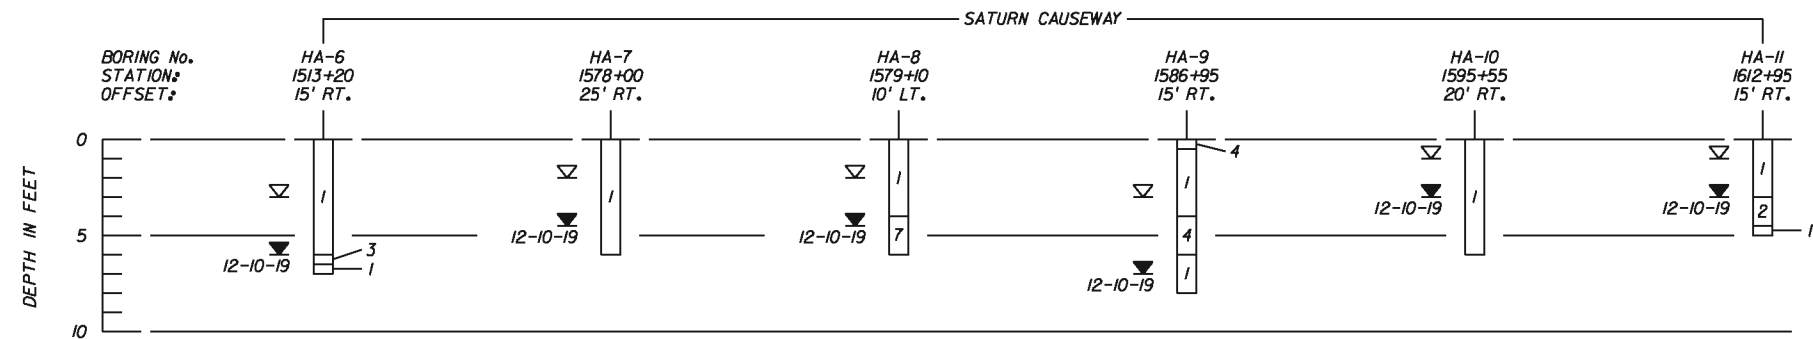 SATURN CAUSEWAY
BORING No. HA-6 HA-7 HA-8 HA-9 HA-10 HA-11
STATION: 1513+20 1578+00 1579+10 1586+95 1595+55 1612+95
OFFSET: 15' RT. 25' RT. 10' LT. 15' RT. 20' RT. 15' RT.
0
4
1 1 1 1 1 1
2
12-10-19 12-10-19
5 12-10-19 12-10-19 7 4 1
3
12-10-19 1 1
12-10-19
10
DEPTH IN FEET